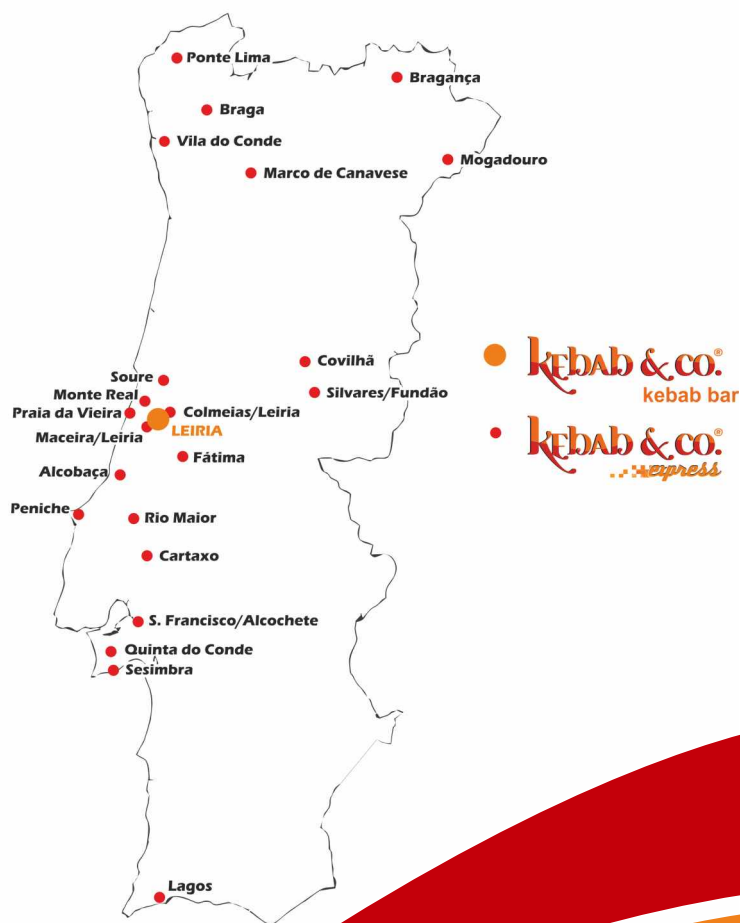 Ponte Lima
Bragança
Braga
Vila do Conde
Mogadouro
Marco de Canavese
Covilhã
Silvares/Fundão
Soure
Monte Real
Praia da Vieira
Colmeias/Leiria
Maceira/Leiria
LEIRIA
Fátima
Alcobaça
Peniche
Rio Maior
Cartaxo
S. Francisco/Alcochete
Quinta do Conde
Sesimbra
Lagos
KEbAb & CO.®
kebab bar
KEbAb & CO.®
express